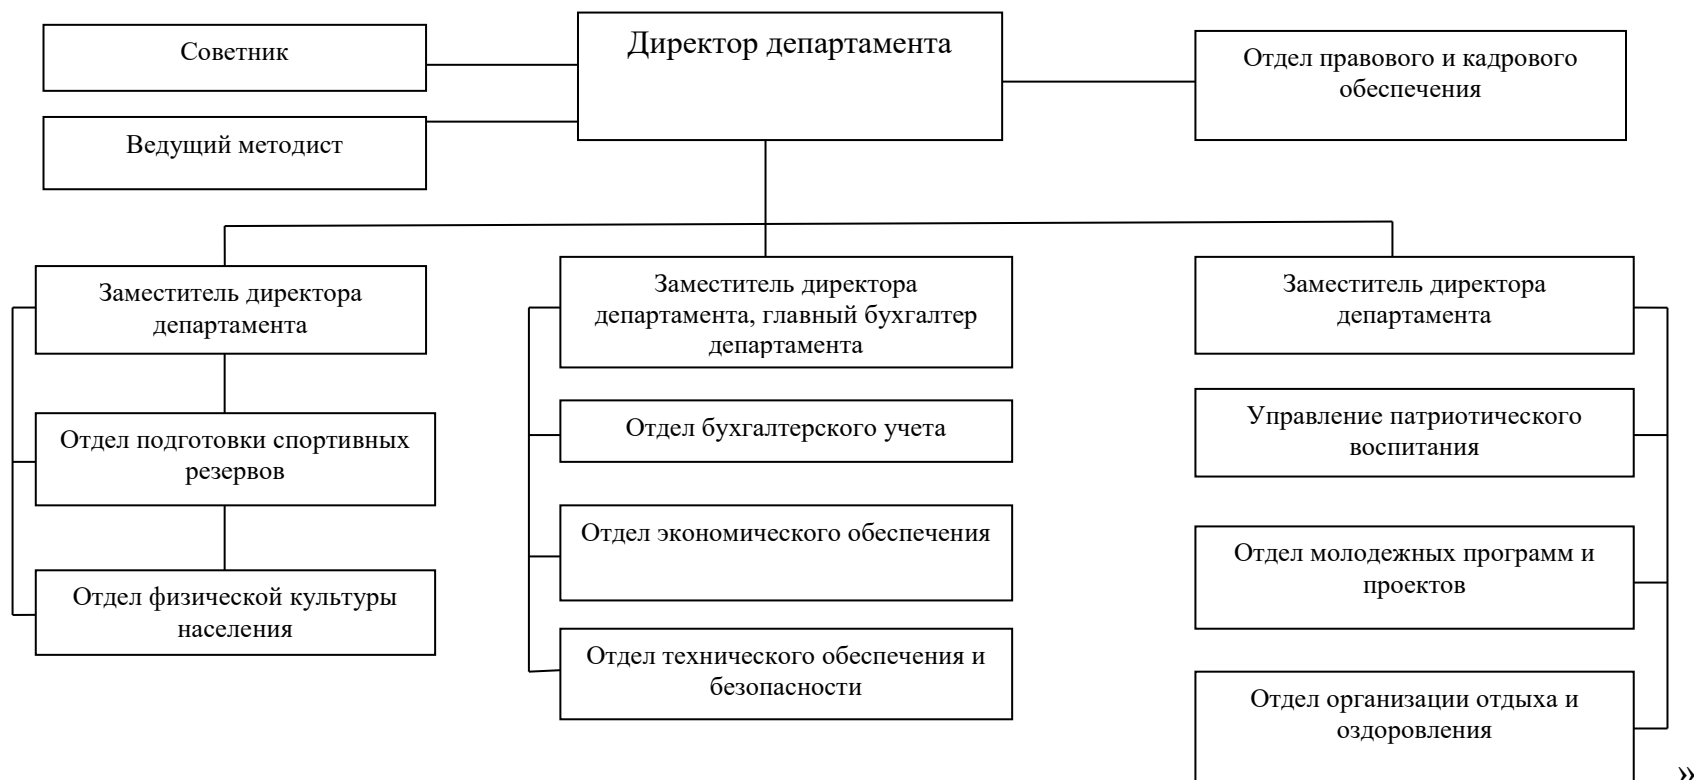 Советник
Директор департамента
Отдел правового и кадрового
обеспечения
Ведущий методист
Заместитель директора
департамента
Отдел подготовки спортивных
резервов
Отдел физической культуры
населения
Заместитель директора
департамента, главный бухгалтер
департамента
Отдел бухгалтерского учета
Отдел экономического обеспечения
Отдел технического обеспечения и
безопасности
Заместитель директора
департамента
Управление патриотического
воспитания
Отдел молодежных программ и
проектов
Отдел организации отдыха и
оздоровления
»